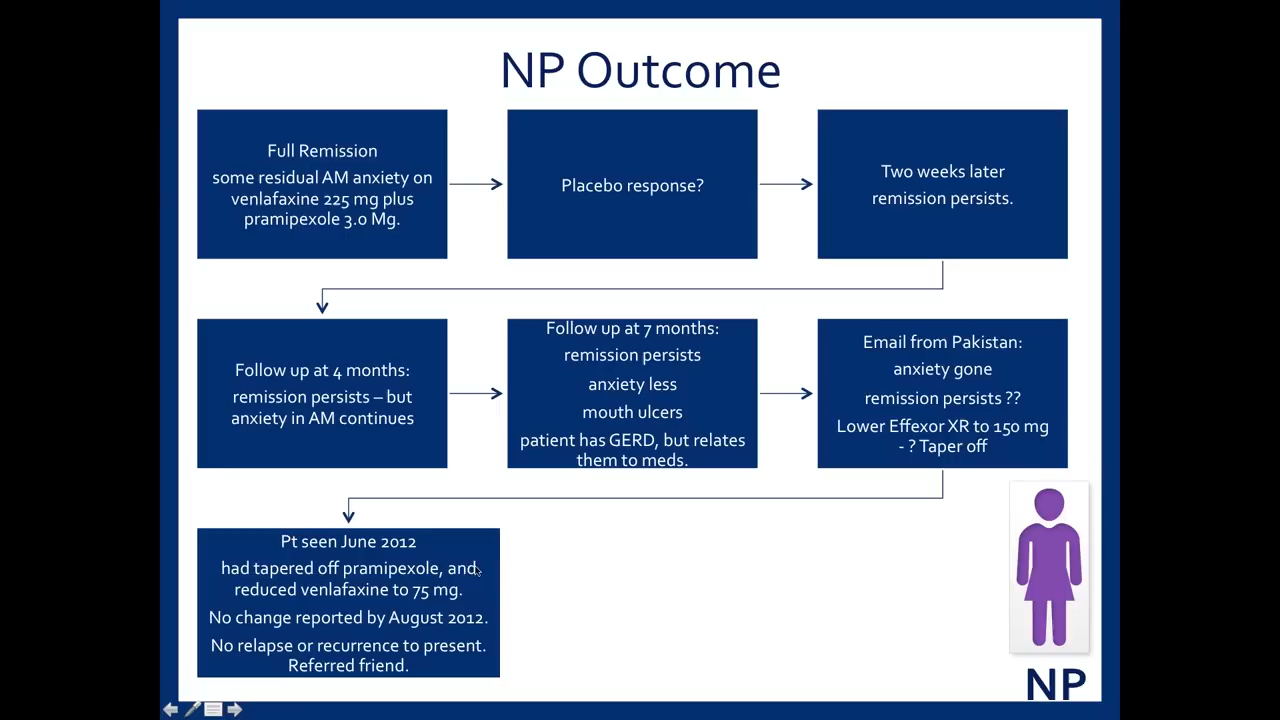 NP Outcome
Full Remission
some residual AM anxiety on
venlafaxine 225 mg plus
pramipexole 3.0 Mg.
Placebo response?
Two weeks later
remission persists.
Follow up at 4 months:
remission persists – but
anxiety in AM continues
Follow up at 7 months:
remission persists
anxiety less
mouth ulcers
patient has GERD, but relates
them to meds.
Email from Pakistan:
anxiety gone
remission persists ??
Lower Effexor XR to 150 mg
- ? Taper off
Pt seen June 2012
had tapered off pramipexole, and
reduced venlafaxine to 75 mg.
No change reported by August 2012.
No relapse or recurrence to present.
Referred friend.
NP